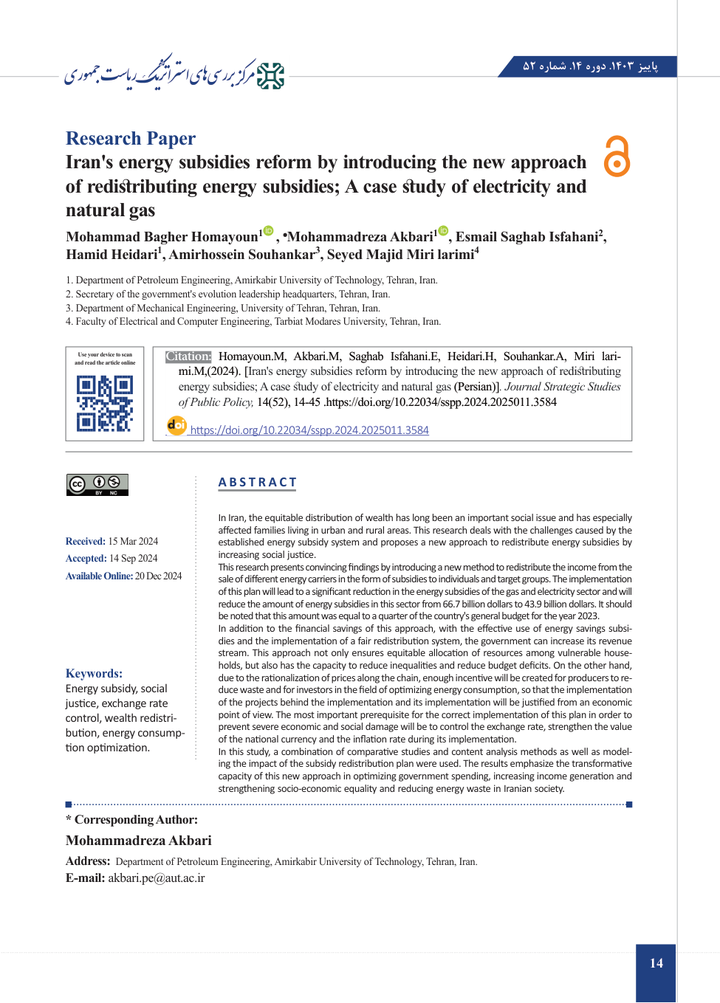 مرکز بررسی‌های استراتژیک ریاست جمهوری
پاییز ۱۴۰۳. دوره ۱۴. شماره ۵۲
Research Paper
Iran's energy subsidies reform by introducing the new approach
of redistributing energy subsidies; A case study of electricity and
natural gas
Mohammad Bagher Homayoun1 iD , *Mohammadreza Akbari1 iD, Esmail Saghab Isfahani2,
Hamid Heidari1, Amirhossein Souhankar3, Seyed Majid Miri larimi4
1. Department of Petroleum Engineering, Amirkabir University of Technology, Tehran, Iran.
2. Secretary of the government's evolution leadership headquarters, Tehran, Iran.
3. Department of Mechanical Engineering, University of Tehran, Tehran, Iran.
4. Faculty of Electrical and Computer Engineering, Tarbiat Modares University, Tehran, Iran.
Use your device to scan
and read the article online
Citation: Homayoun.M, Akbari.M, Saghab Isfahani.E, Heidari.H, Souhankar.A, Miri lari-
mi.M,(2024). [Iran's energy subsidies reform by introducing the new approach of redistributing
energy subsidies; A case study of electricity and natural gas (Persian)]. Journal Strategic Studies
of Public Policy, 14(52), 14-45 .https://doi.org/10.22034/sspp.2024.2025011.3584
doi https://doi.org/10.22034/sspp.2024.2025011.3584
cc BY NC
Received: 15 Mar 2024
Accepted: 14 Sep 2024
Available Online: 20 Dec 2024
Keywords:
Energy subsidy, social
justice, exchange rate
control, wealth redistri-
bution, energy consump-
tion optimization.
ABSTRACT
In Iran, the equitable distribution of wealth has long been an important social issue and has especially
affected families living in urban and rural areas. This research deals with the challenges caused by the
established energy subsidy system and proposes a new approach to redistribute energy subsidies by
increasing social justice.
This research presents convincing findings by introducing a new method to redistribute the income from the
sale of different energy carriers in the form of subsidies to individuals and target groups. The implementation
of this plan will lead to a significant reduction in the energy subsidies of the gas and electricity sector and will
reduce the amount of energy subsidies in this sector from 66.7 billion dollars to 43.9 billion dollars. It should
be noted that this amount was equal to a quarter of the country's general budget for the year 2023.
In addition to the financial savings of this approach, with the effective use of energy savings subsi-
dies and the implementation of a fair redistribution system, the government can increase its revenue
stream. This approach not only ensures equitable allocation of resources among vulnerable house-
holds, but also has the capacity to reduce inequalities and reduce budget deficits. On the other hand,
due to the rationalization of prices along the chain, enough incentive will be created for producers to re-
duce waste and for investors in the field of optimizing energy consumption, so that the implementation
of the projects behind the implementation and its implementation will be justified from an economic
point of view. The most important prerequisite for the correct implementation of this plan in order to
prevent severe economic and social damage will be to control the exchange rate, strengthen the value
of the national currency and the inflation rate during its implementation.
In this study, a combination of comparative studies and content analysis methods as well as model-
ing the impact of the subsidy redistribution plan were used. The results emphasize the transformative
capacity of this new approach in optimizing government spending, increasing income generation and
strengthening socio-economic equality and reducing energy waste in Iranian society.
* Corresponding Author:
Mohammadreza Akbari
Address: Department of Petroleum Engineering, Amirkabir University of Technology, Tehran, Iran.
E-mail: akbari.pe@aut.ac.ir
14